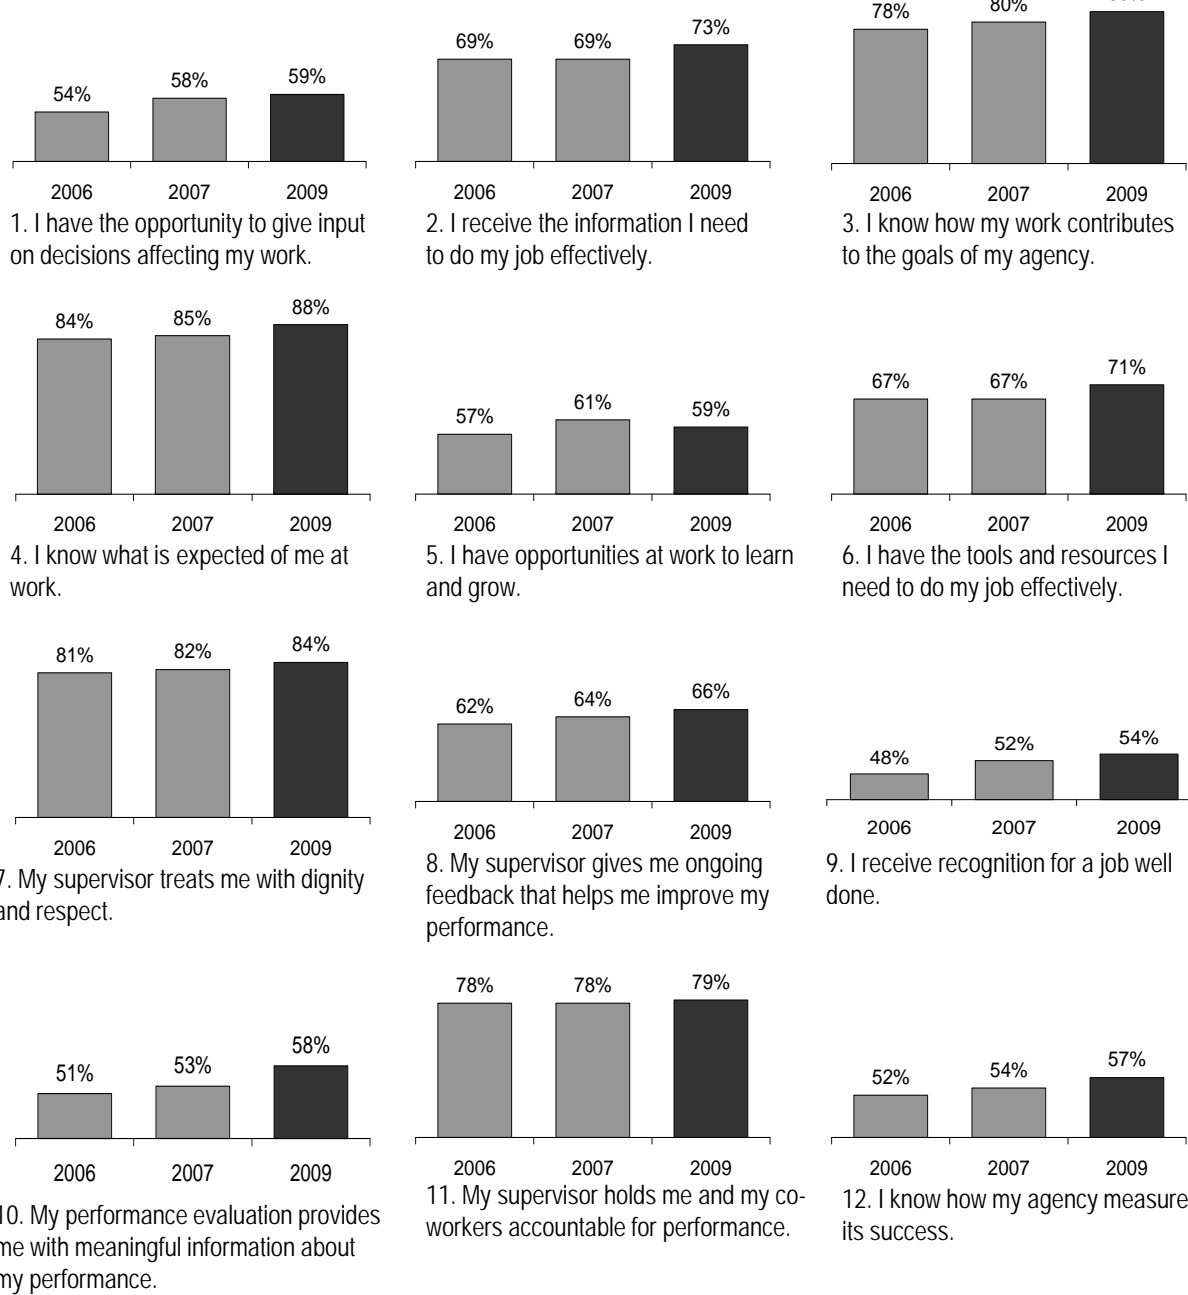 54%
58%
59%
2006 2007 2009
1. I have the opportunity to give input
on decisions affecting my work.
69%
69%
73%
2006 2007 2009
2. I receive the information I need
to do my job effectively.
78%
80%
2006 2007 2009
3. I know how my work contributes
to the goals of my agency.
84%
85%
88%
2006 2007 2009
4. I know what is expected of me at
work.
57%
61%
59%
2006 2007 2009
5. I have opportunities at work to learn
and grow.
67%
67%
71%
2006 2007 2009
6. I have the tools and resources I
need to do my job effectively.
81%
82%
84%
2006 2007 2009
7. My supervisor treats me with dignity
and respect.
62%
64%
66%
2006 2007 2009
8. My supervisor gives me ongoing
feedback that helps me improve my
performance.
48%
52%
54%
2006 2007 2009
9. I receive recognition for a job well
done.
51%
53%
58%
2006 2007 2009
10. My performance evaluation provides
me with meaningful information about
my performance.
78%
78%
79%
2006 2007 2009
11. My supervisor holds me and my co-
workers accountable for performance.
52%
54%
57%
2006 2007 2009
12. I know how my agency measure
its success.